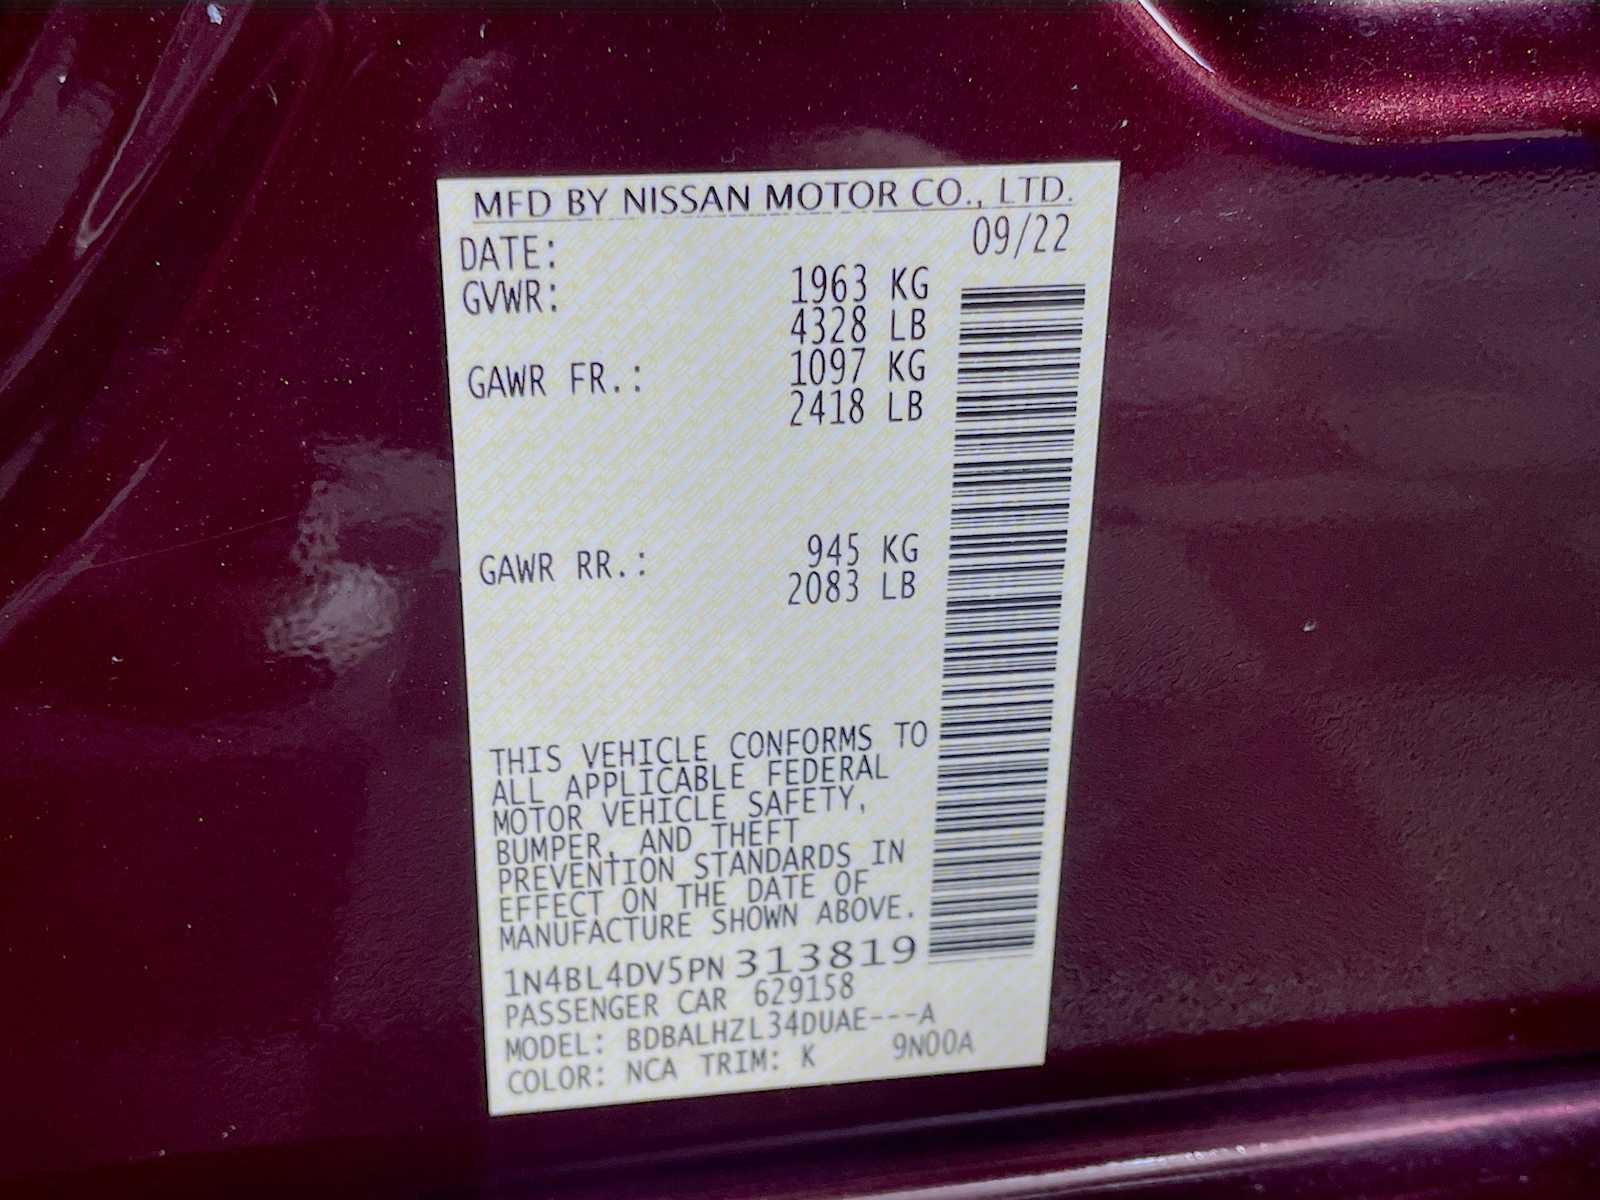 MFD BY NISSAN MOTOR CO., LTD.
DATE: 09/22
GVWR: 1963 KG
4328 LB
GAWR FR.: 1097 KG
2418 LB
GAWR RR.: 945 KG
2083 LB
THIS VEHICLE CONFORMS TO
ALL APPLICABLE FEDERAL
MOTOR VEHICLE SAFETY,
BUMPER, AND THEFT
PREVENTION STANDARDS IN
EFFECT ON THE DATE OF
MANUFACTURE SHOWN ABOVE.
1N4BL4DV5PN 313819
PASSENGER CAR 629158
MODEL: BDBALHZL34DUAE---A
COLOR: NCA TRIM: K 9N00A